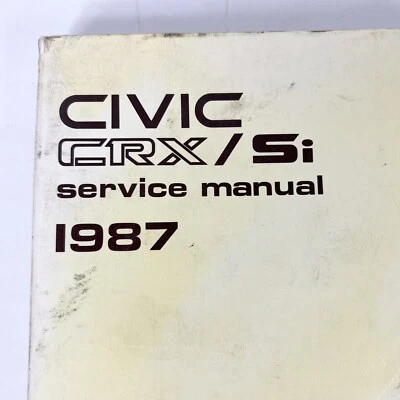 CIVIC
CRX/Si
service manual
1987